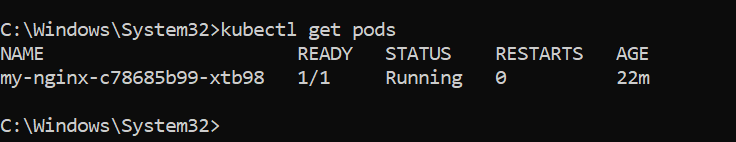 C:\Windows\System32>kubectl get pods
NAME                       READY   STATUS    RESTARTS   AGE
my-nginx-c78685b99-xtb98   1/1     Running   0          22m
C:\Windows\System32>